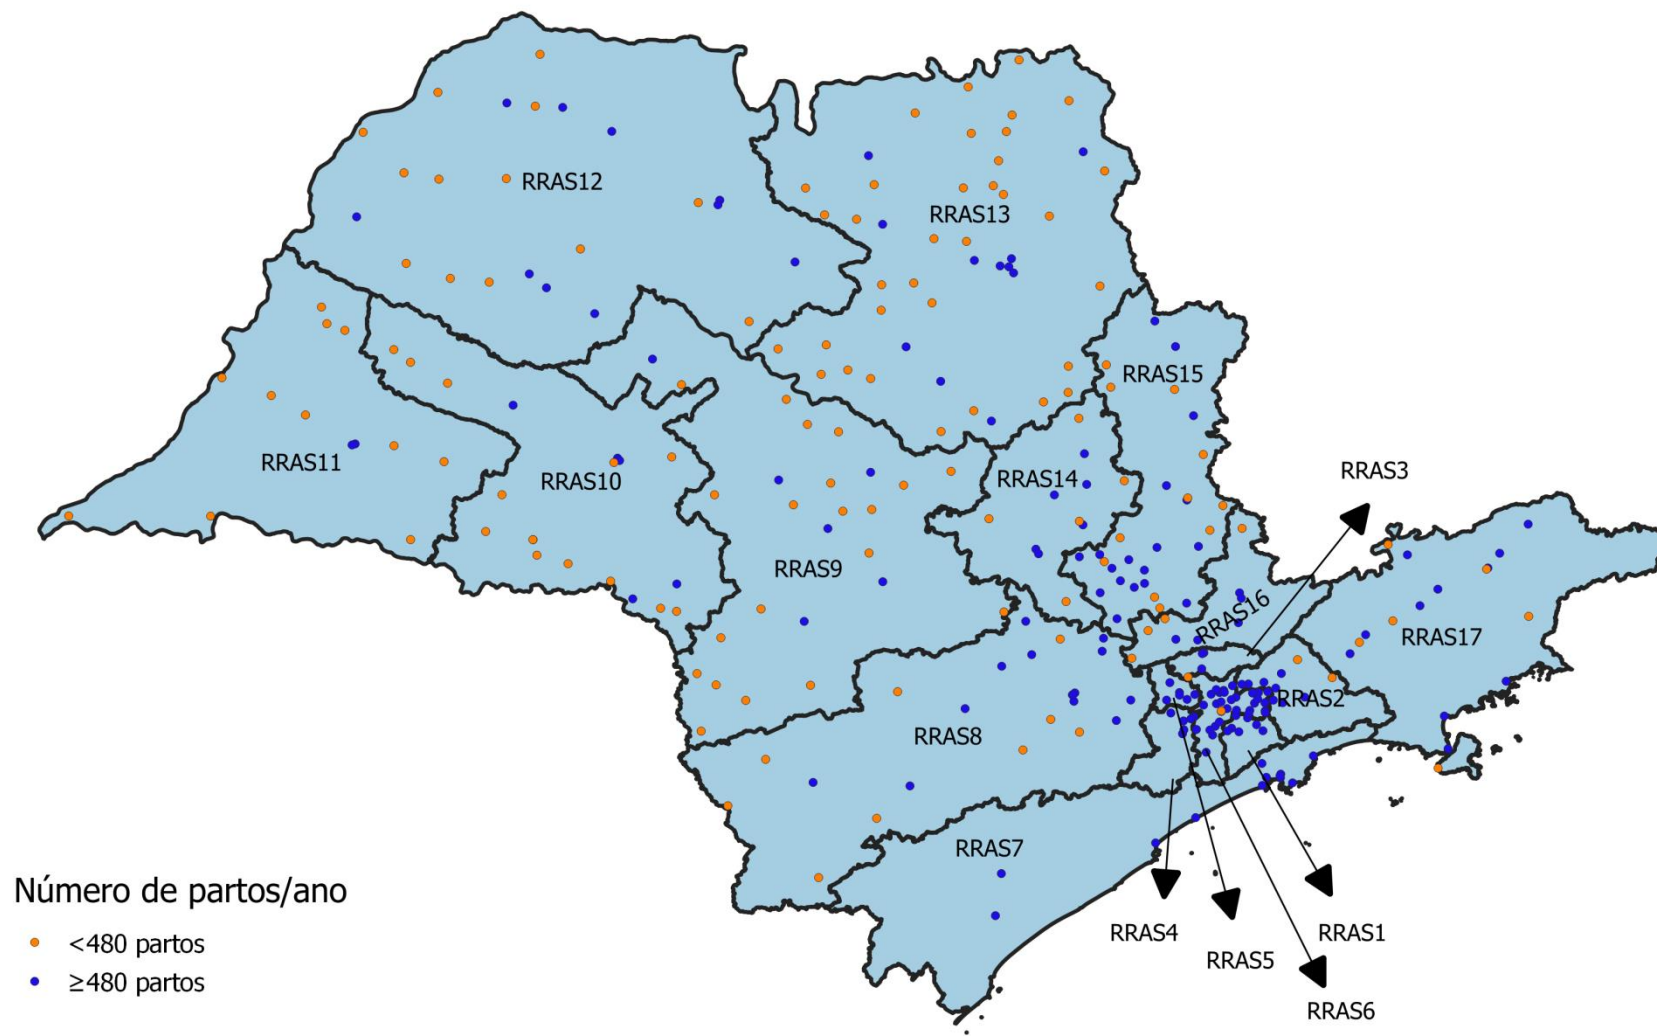 RRAS12
RRAS13
RRAS15
RRAS11
RRAS10
RRAS14
RRAS3
RRAS9
RRAS16
RRAS17
RRAS2
RRAS8
RRAS7
RRAS4
RRAS5
RRAS1
RRAS6
Número de partos/ano
<480 partos
≥480 partos